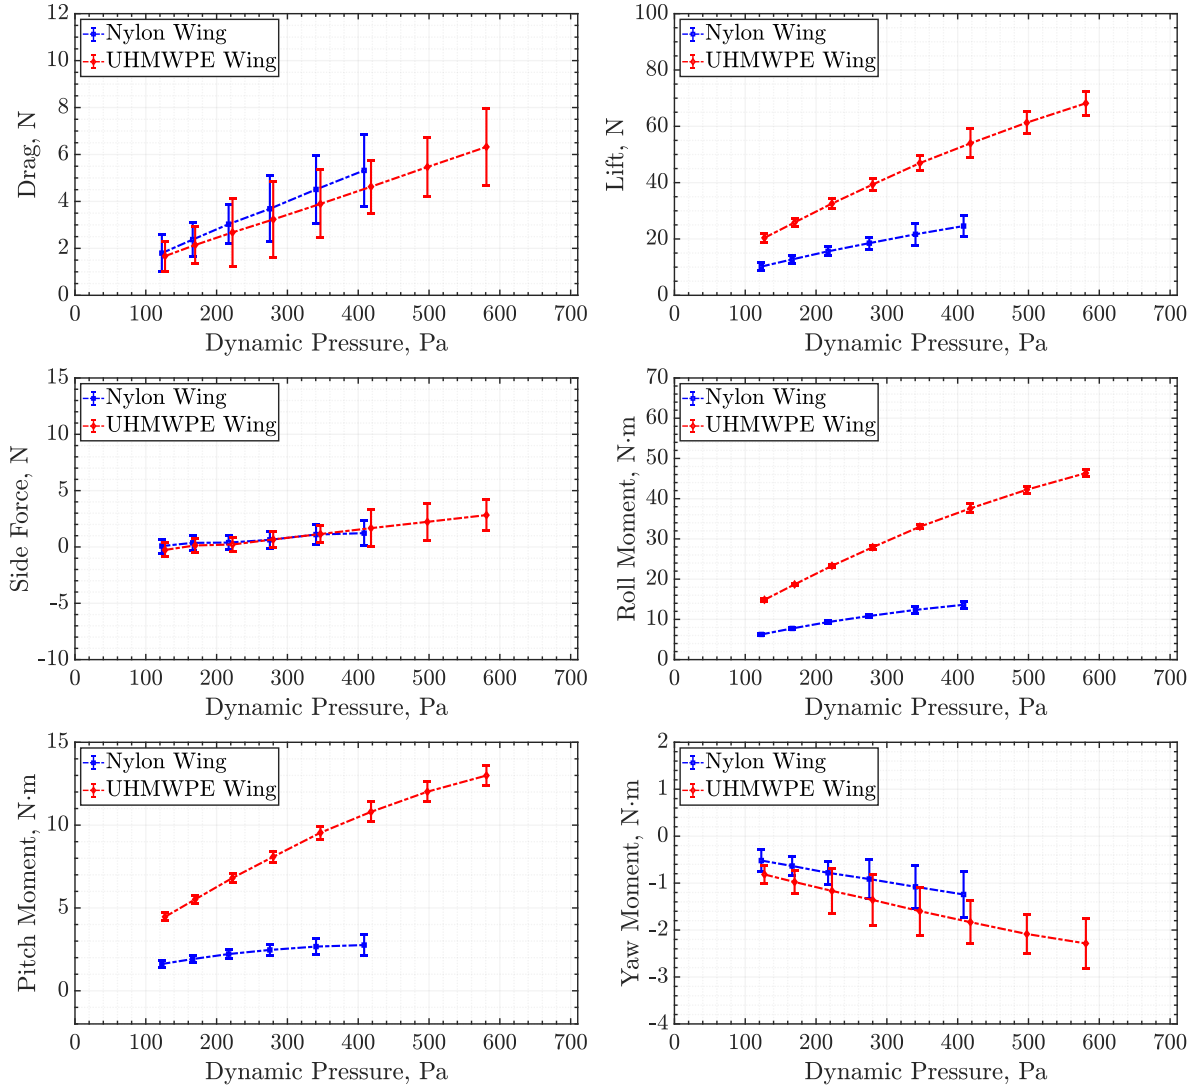 12
10
8
6
4
2
0
Drag, N
Nylon Wing
UHMWPE Wing
0 100 200 300 400 500 600 700
Dynamic Pressure, Pa
100
80
60
40
20
0
Lift, N
Nylon Wing
UHMWPE Wing
0 100 200 300 400 500 600 700
Dynamic Pressure, Pa
15
10
5
0
-5
-10
Side Force, N
Nylon Wing
UHMWPE Wing
0 100 200 300 400 500 600 700
Dynamic Pressure, Pa
70
60
50
40
30
20
10
0
Roll Moment, N·m
Nylon Wing
UHMWPE Wing
0 100 200 300 400 500 600 700
Dynamic Pressure, Pa
15
10
5
0
Pitch Moment, N·m
Nylon Wing
UHMWPE Wing
0 100 200 300 400 500 600 700
Dynamic Pressure, Pa
2
1
0
-1
-2
-3
-4
Yaw Moment, N·m
Nylon Wing
UHMWPE Wing
0 100 200 300 400 500 600 700
Dynamic Pressure, Pa